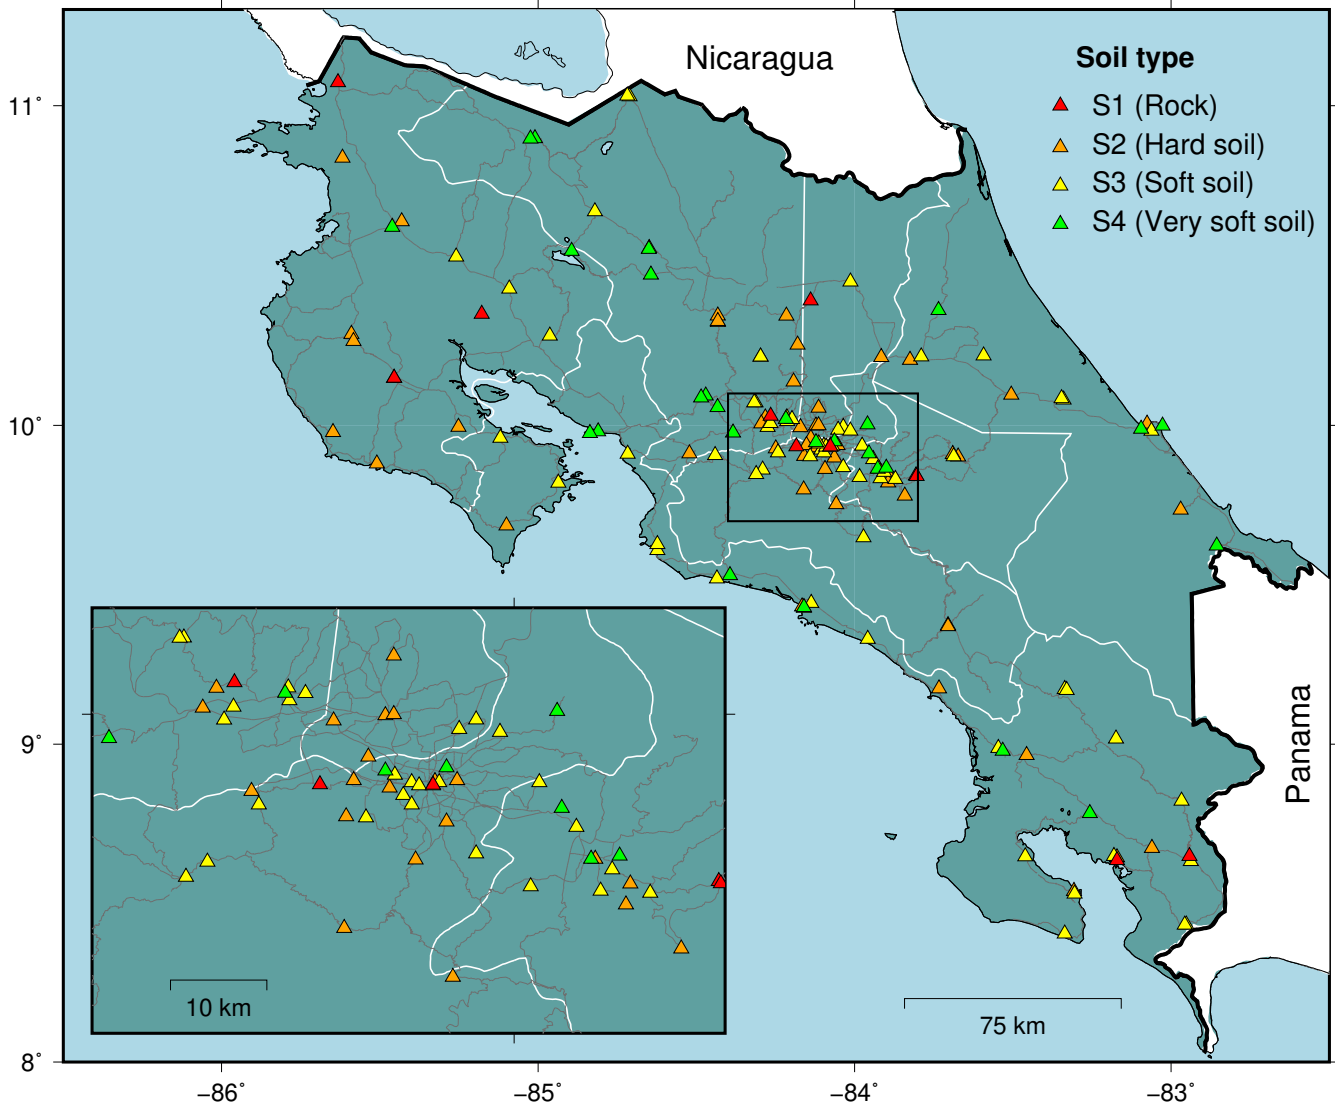 Nicaragua
Soil type
S1 (Rock)
S2 (Hard soil)
S3 (Soft soil)
S4 (Very soft soil)
11°
10°
9°
8°
Panama
10 km
75 km
−86° −85° −84° −83°